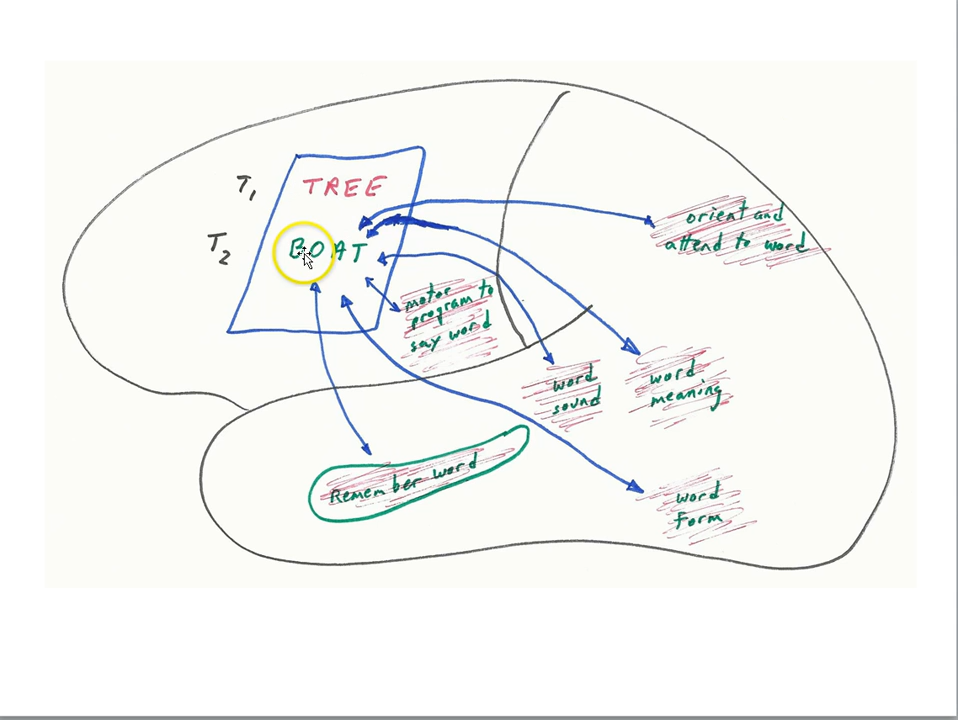 T1
TREE
T2
BOAT
orient and
attend to word
motor
program to
say word
word
sound
word
meaning
Remember word
word
Form